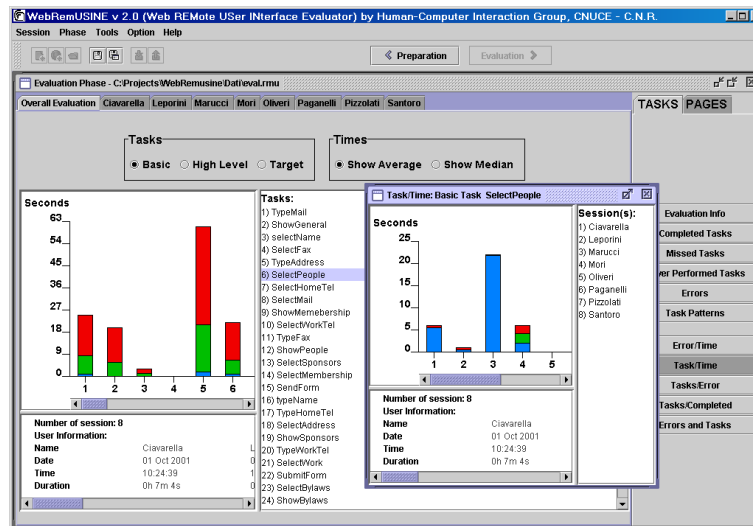 WebRemUSINE v 2.0 (Web REMote USer INterface Evaluator) by Human-Computer Interaction Group, CNUCE - C.N.R.
Session Phase Tools Option Help
Preparation Evaluation
Evaluation Phase - C:\Projects\WebRemusine\Dati\eval.rmu
Overall Evaluation Ciavarella Leporini Marucci Mori Oliveri Paganelli Pizzolati Santoro
TASKS PAGES
Tasks
Basic High Level Target
Times
Show Average Show Median
Seconds
63
54
45
36
27
18
9
0
1 2 3 4 5 6
Number of session: 8
User Information:
Name Ciavarella L
Date 01 Oct 2001 0
Time 10:24:39 1
Duration 0h 7m 4s 0
Tasks:
1) TypeMail
2) ShowGeneral
3) selectName
4) SelectFax
5) TypeAddress
6) SelectPeople
7) SelectHomeTel
8) SelectMail
9) ShowMemebership
10) SelectWorkTel
11) TypeFax
12) ShowPeople
13) SelectSponsors
14) SelectMembership
15) SendForm
16) typeName
17) TypeHomeTel
18) SelectAddress
19) ShowSponsors
20) TypeWorkTel
21) SelectWork
22) SubmitForm
23) SelectBylaws
24) ShowBylaws
Task/Time: Basic Task SelectPeople
Seconds
25
20
15
10
5
0
1 2 3 4 5
Session(s):
1) Ciavarella
2) Leporini
3) Marucci
4) Mori
5) Oliveri
6) Paganelli
7) Pizzolati
8) Santoro
Number of session: 8
User Information:
Name Ciavarella
Date 01 Oct 2001
Time 10:24:39
Duration 0h 7m 4s
Evaluation Info
Completed Tasks
Missed Tasks
er Performed Tasks
Errors
Task Patterns
Error/Time
Task/Time
Tasks/Error
Tasks/Completed
Errors and Tasks